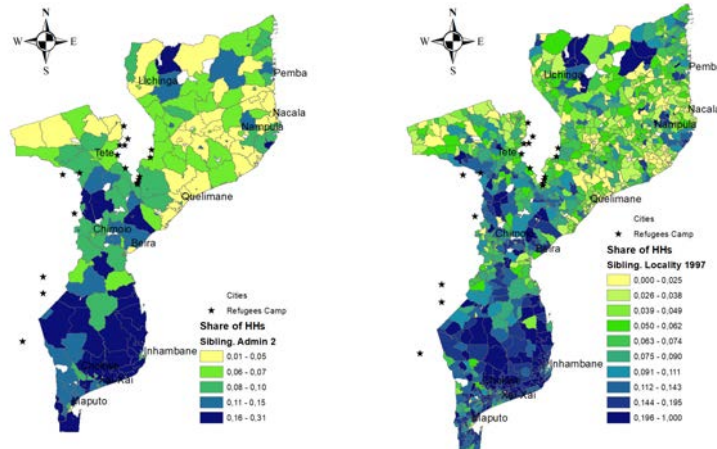 N
W E
S
Lichinga
Pemba
Nacala
Nampula
Tete
Quelimane
Chimoio
Beira
Cities
Refugees Camp
Share of HHs
Sibling. Admin 2
0,01 - 0,05
0,06 - 0,07
0,08 - 0,10
0,11 - 0,15
0,16 - 0,31
Inhambane
Maputo
N
W E
S
Lichinga
Pemba
Nacala
Nampula
Tete
Quelimane
Chimoio
Beira
Cities
Refugees Camp
Share of HHs
Sibling. Locality 1997
0,000 - 0,025
0,026 - 0,038
0,039 - 0,049
0,050 - 0,062
0,063 - 0,074
0,075 - 0,090
0,091 - 0,111
0,112 - 0,143
0,144 - 0,195
0,196 - 1,000
Inhambane
Maputo